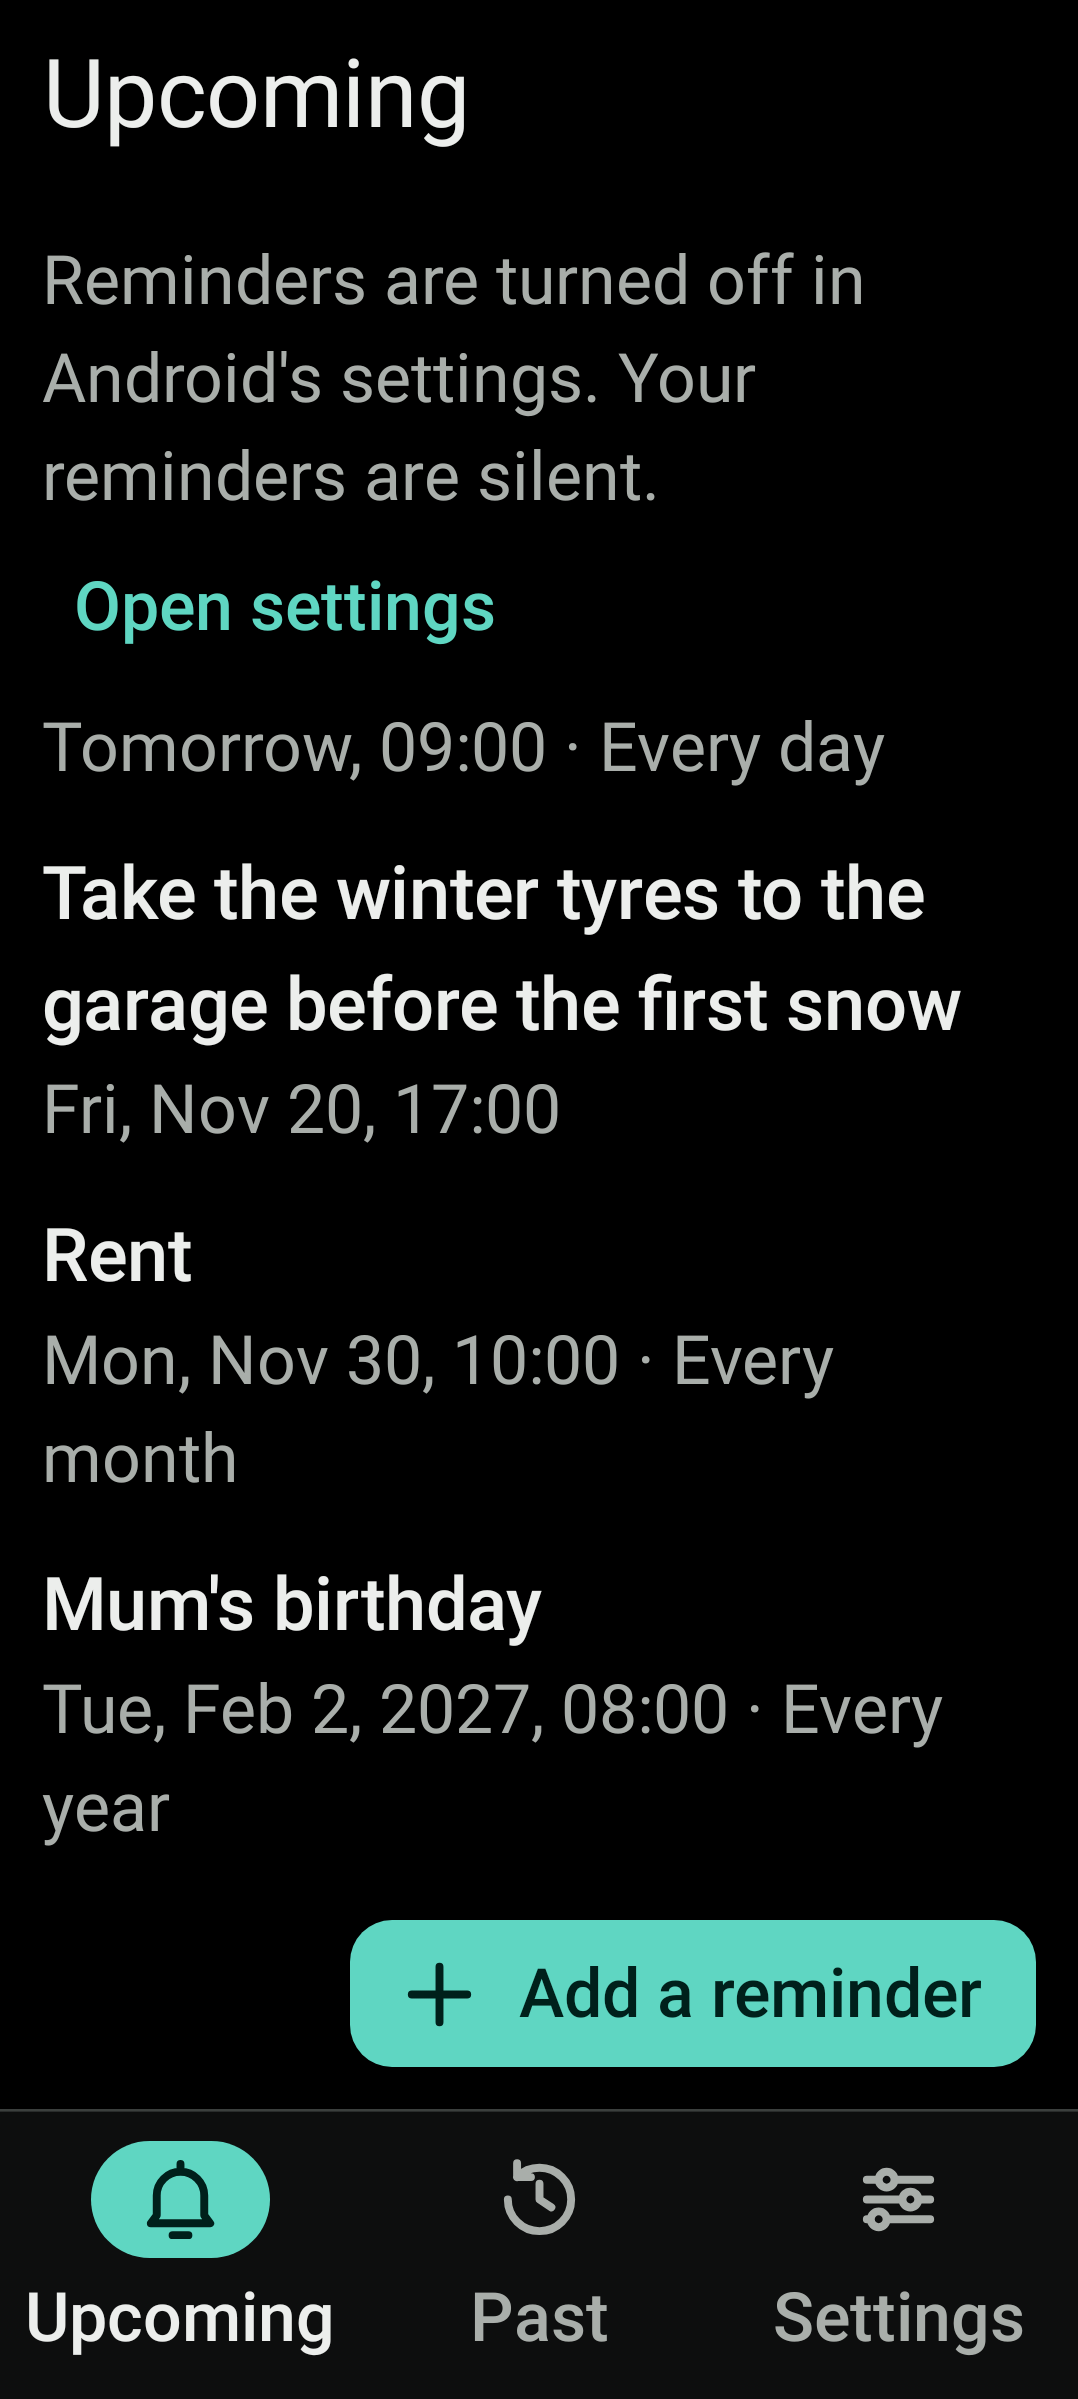 Upcoming
Reminders are turned off in
Android's settings. Your
reminders are silent.
Open settings
Tomorrow, 09:00 · Every day
Take the winter tyres to the
garage before the first snow
Fri, Nov 20, 17:00
Rent
Mon, Nov 30, 10:00 · Every
month
Mum's birthday
Tue, Feb 2, 2027, 08:00 · Every
year
Add a reminder
Upcoming
Past
Settings